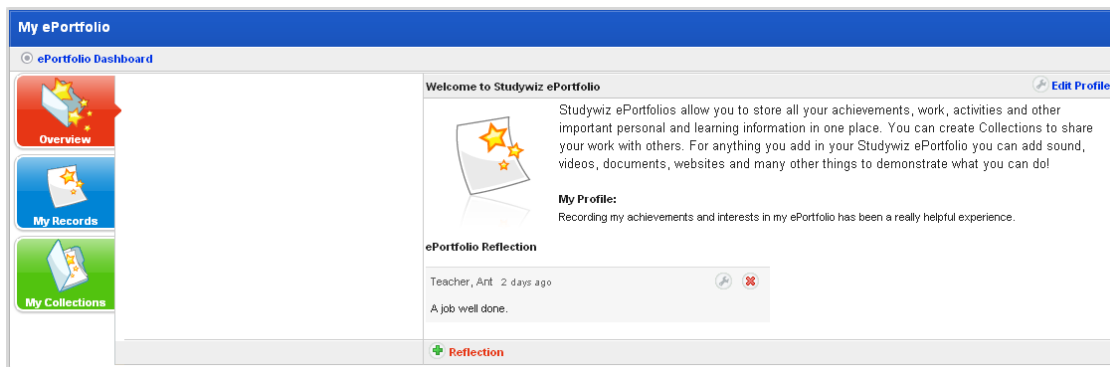 My ePortfolio
ePortfolio Dashboard
Overview
My Records
My Collections
Welcome to Studywiz ePortfolio
Edit Profile
Studywiz ePortfolios allow you to store all your achievements, work, activities and other
important personal and learning information in one place. You can create Collections to share
your work with others. For anything you add in your Studywiz ePortfolio you can add sound,
videos, documents, websites and many other things to demonstrate what you can do!
My Profile:
Recording my achievements and interests in my ePortfolio has been a really helpful experience.
ePortfolio Reflection
Teacher, Ant 2 days ago
A job well done.
Reflection